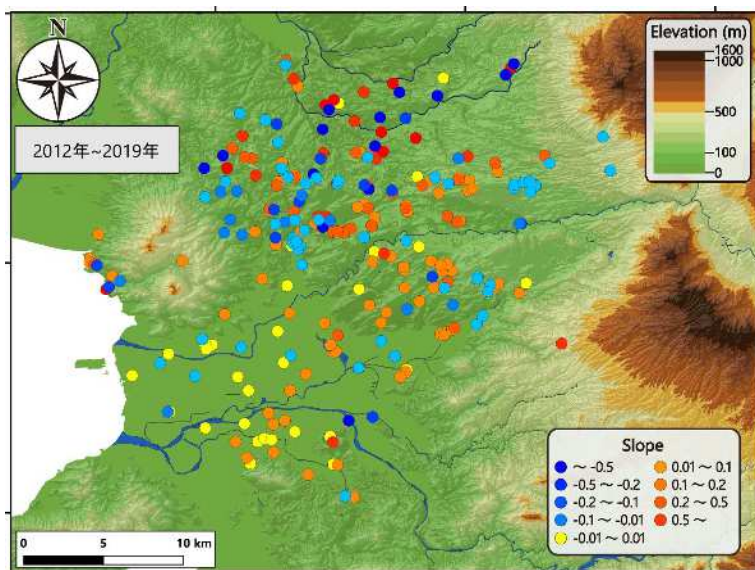 N
2012年~2019年
Elevation (m)
1600
1000
500
100
0
Slope
～ -0.5
-0.5 ～ -0.2
-0.2 ～ -0.1
-0.1 ～ -0.01
-0.01 ～ 0.01
0.01 ～ 0.1
0.1 ～ 0.2
0.2 ～ 0.5
0.5 ～
0 5 10 km